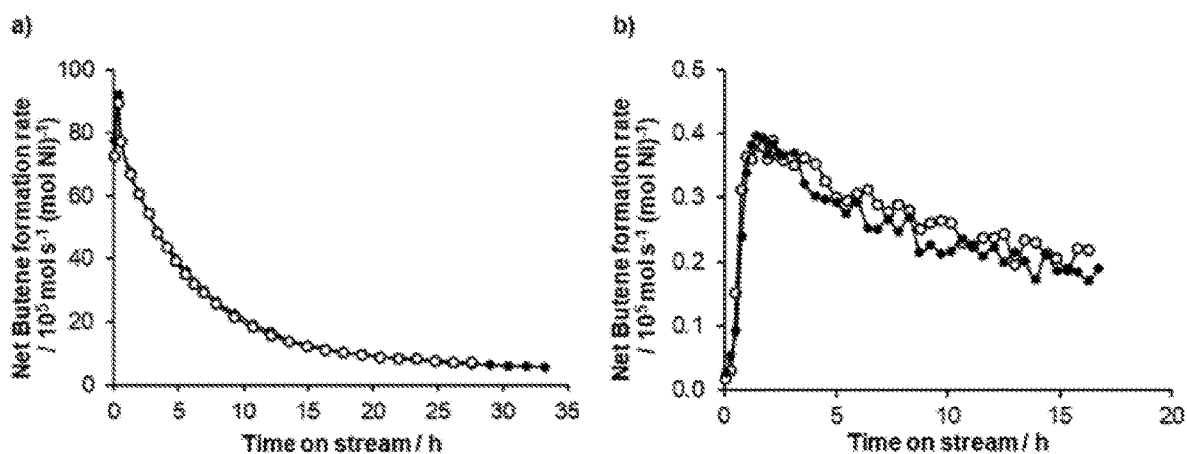 a)
Net Butene formation rate
/ 10⁵ mol s⁻¹ (mol Ni)⁻¹
100
80
60
40
20
0
0 5 10 15 20 25 30 35
Time on stream / h
b)
Net Butene formation rate
/ 10⁵ mol s⁻¹ (mol Ni)⁻¹
0.5
0.4
0.3
0.2
0.1
0.0
0 5 10 15 20
Time on stream / h